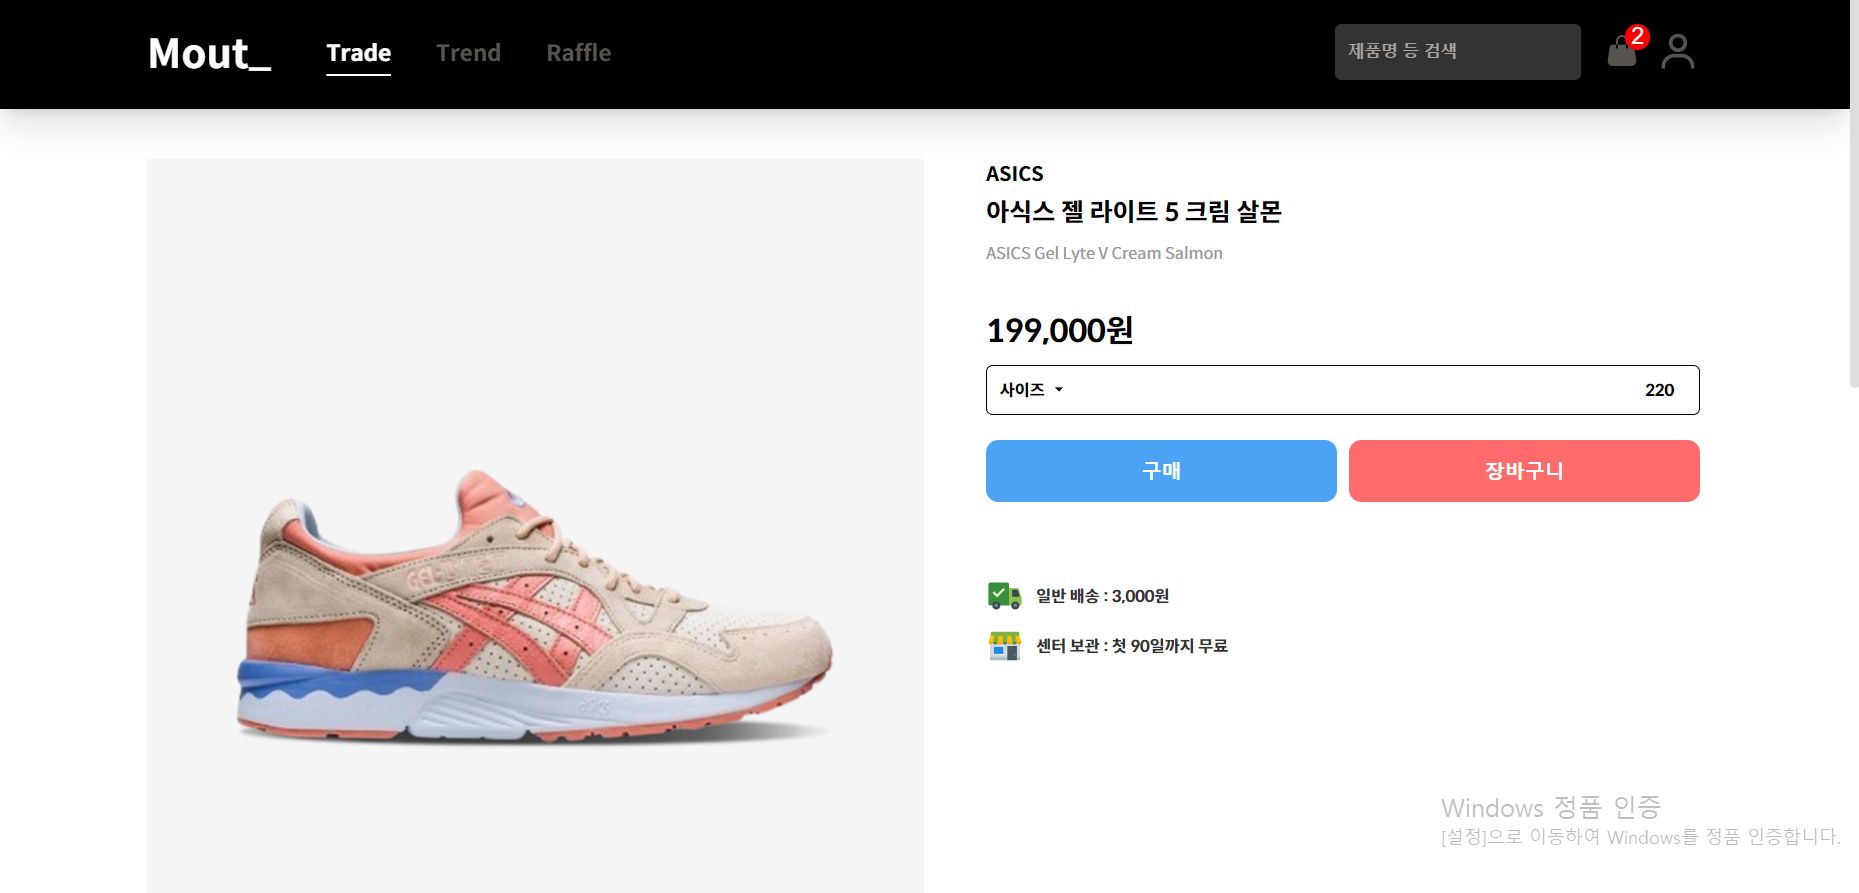 Mout_ Trade Trend Raffle 제품명 등 검색 2
ASICS
아식스 젤 라이트 5 크림 살몬
ASICS Gel Lyte V Cream Salmon
199,000원
사이즈 220
구매 장바구니
일반 배송 : 3,000원
센터 보관 : 첫 90일까지 무료
Windows 정품 인증
[설정]으로 이동하여 Windows를 정품 인증합니다.